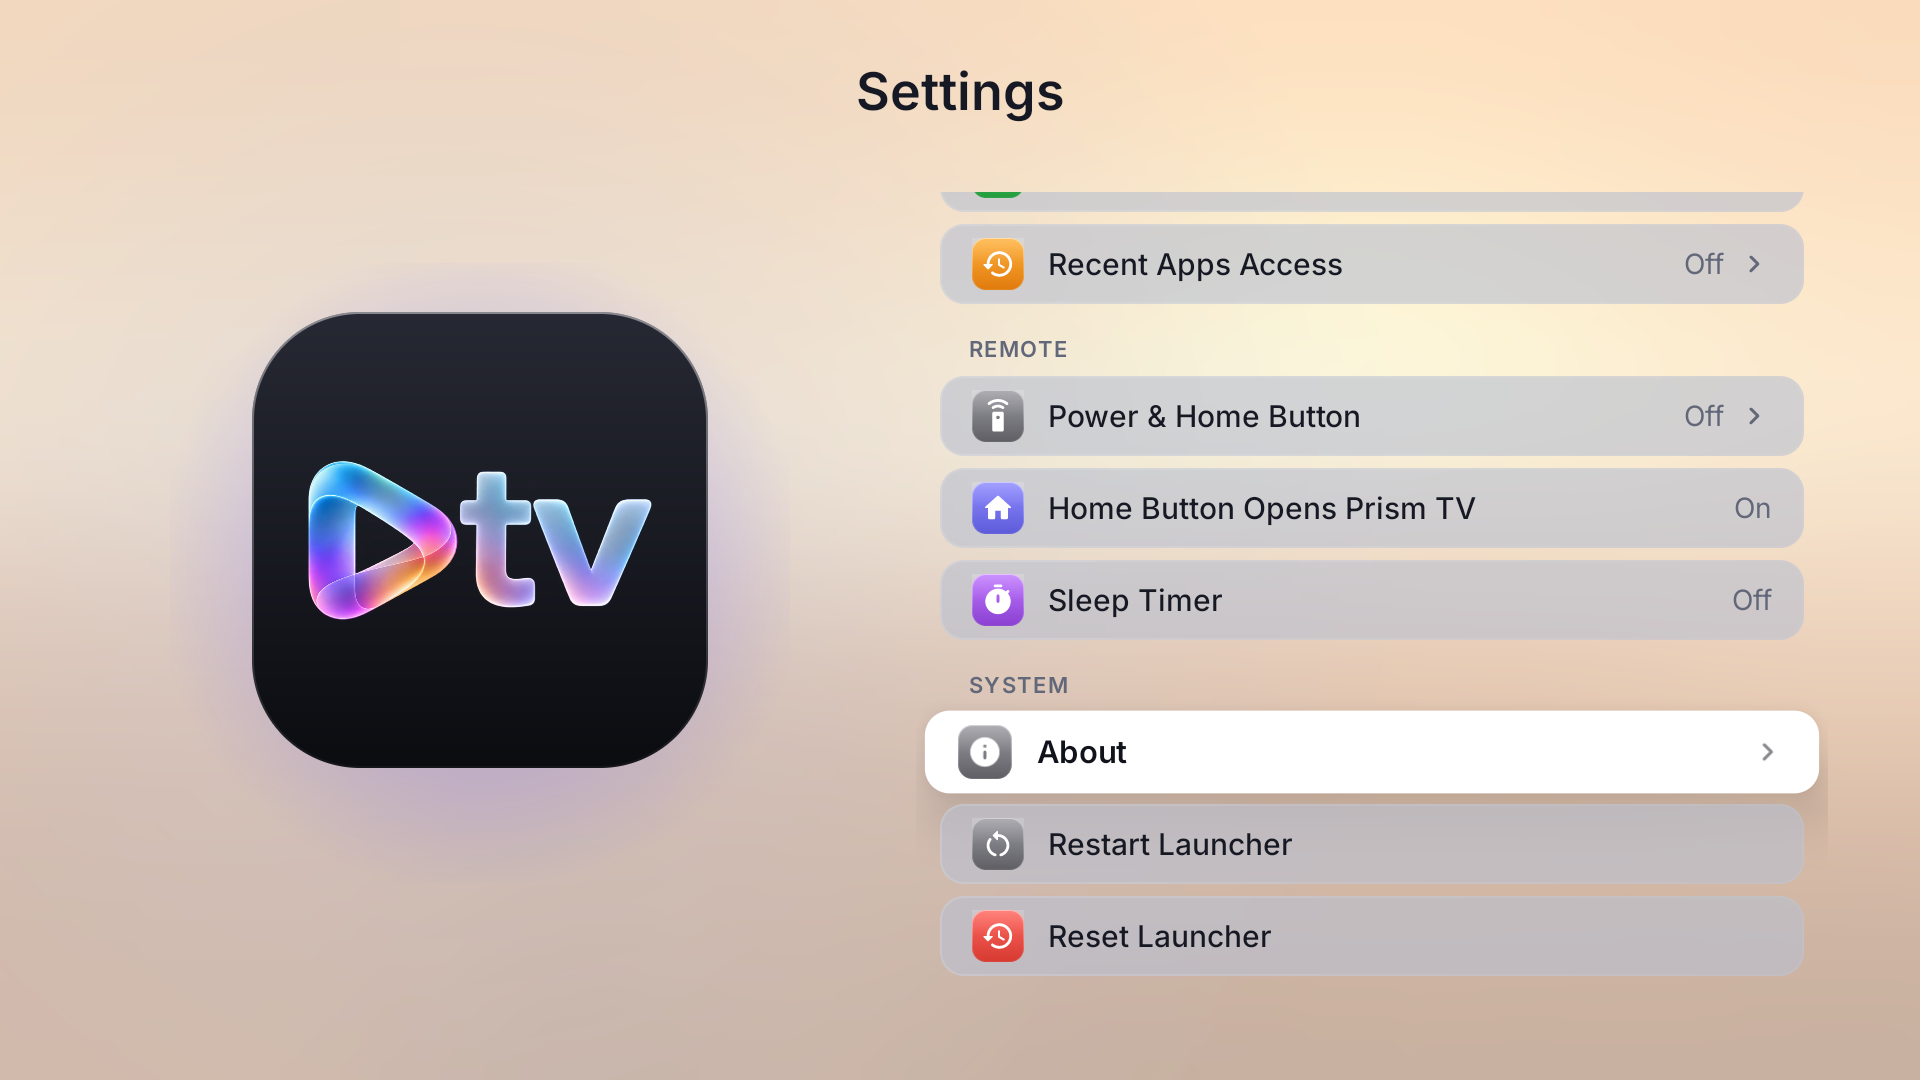 Settings
tv
Recent Apps Access Off
REMOTE
Power & Home Button Off
Home Button Opens Prism TV On
Sleep Timer Off
SYSTEM
About
Restart Launcher
Reset Launcher